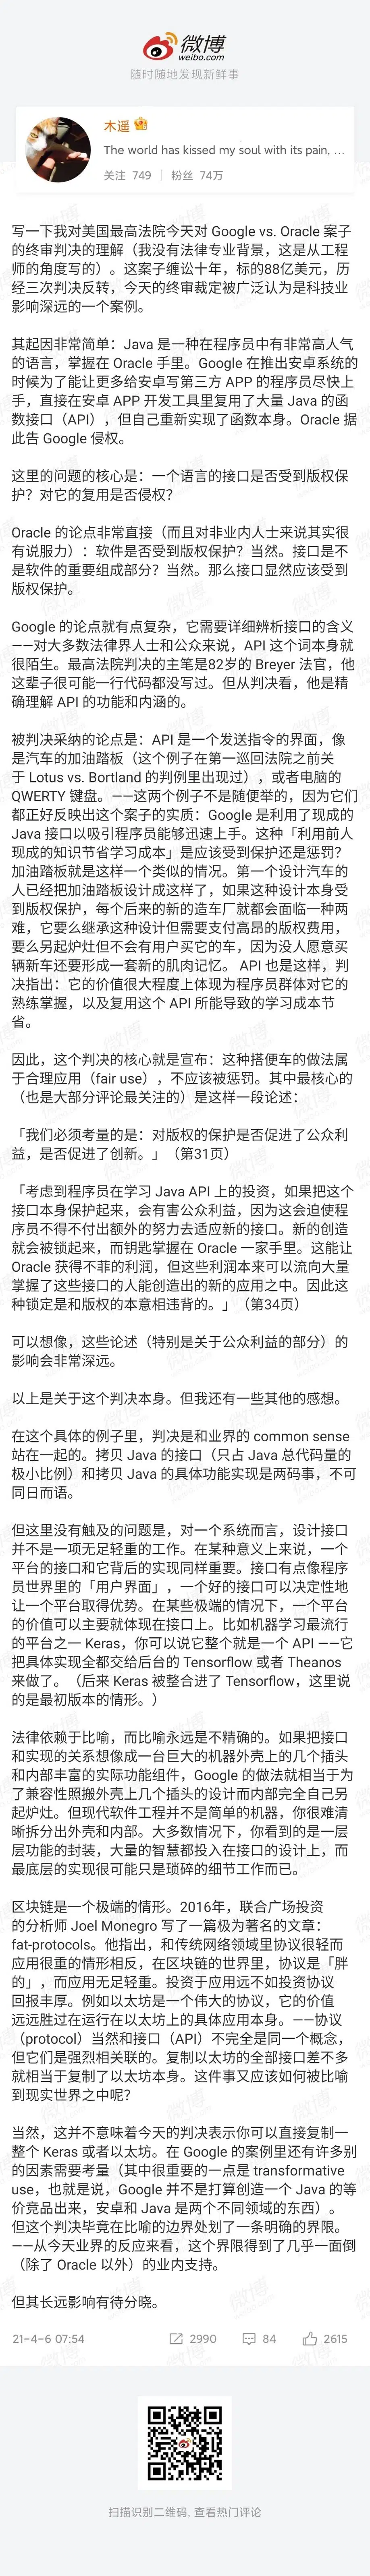 微博
weibo.com
随时随地发现新鲜事
木遥
The world has kissed my soul with its pain, ...
关注 749 | 粉丝 74万
写一下我对美国最高法院今天对 Google vs. Oracle 案子
的终审判决的理解（我没有法律专业背景，这是从工程
师的角度写的）。这案子缠讼十年，标的88亿美元，历
经三次判决反转，今天的终审裁定被广泛认为是科技业
影响深远的一个案例。
其起因非常简单：Java 是一种在程序员中有非常高人气
的语言，掌握在 Oracle 手里。Google 在推出安卓系统的
时候为了能让更多给安卓写第三方 APP 的程序员尽快上
手，直接在安卓 APP 开发工具里复用了大量 Java 的函
数接口（API），但自己重新实现了函数本身。Oracle 据
此告 Google 侵权。
这里的问题的核心是：一个语言的接口是否受到版权保
护？对它的复用是否侵权？
Oracle 的论点非常直接（而且对非业内人士来说其实很
有说服力）：软件是否受到版权保护？当然。接口是不
是软件的重要组成部分？当然。那么接口显然应该受到
版权保护。
Google 的论点就有点复杂，它需要详细辨析接口的含义
——对大多数法律界人士和公众来说，API 这个词本身就
很陌生。最高法院判决的主笔是82岁的 Breyer 法官，他
这辈子很可能一行代码都没写过。但从判决看，他是精
确理解 API 的功能和内涵的。
被判决采纳的论点是：API 是一个发送指令的界面，像
是汽车的加油踏板（这个例子在第一巡回法院之前关
于 Lotus vs. Bortland 的判例里出现过），或者电脑的
QWERTY 键盘。——这两个例子不是随便举的，因为它们
都正好反映出这个案子的实质：Google 是利用了现成的
Java 接口以吸引程序员能够迅速上手。这种「利用前人
现成的知识节省学习成本」是应该受到保护还是惩罚？
加油踏板就是这样一个类似的情况。第一个设计汽车的
人已经把加油踏板设计成这样了，如果这种设计本身受
到版权保护，每个后来的新的造车厂就都会面临一种两
难，它要么继承这种设计但需要支付高昂的版权费用，
要么另起炉灶但不会有用户买它的车，因为没人愿意买
辆新车还要形成一套新的肌肉记忆。 API 也是这样，判
决指出：它的价值很大程度上体现为程序员群体对它的
熟练掌握，以及复用这个 API 所能导致的学习成本节
省。
因此，这个判决的核心就是宣布：这种搭便车的做法属
于合理应用（fair use），不应该被惩罚。其中最核心的
（也是大部分评论最关注的）是这样一段论述：
「我们必须考量的是：对版权的保护是否促进了公众利
益，是否促进了创新。」（第31页）
「考虑到程序员在学习 Java API 上的投资，如果把这个
接口本身保护起来，会有害公众利益，因为这会迫使程
序员不得不付出额外的努力去适应新的接口。新的创造
就会被锁起来，而钥匙掌握在 Oracle 一家手里。这能让
Oracle 获得不菲的利润，但这些利润本来可以流向大量
掌握了这些接口的人能创造出的新的应用之中。因此这
种锁定是和版权的本意相违背的。」（第34页）
可以想像，这些论述（特别是关于公众利益的部分）的
影响会非常深远。
以上是关于这个判决本身。但我还有一些其他的感想。
在这个具体的例子里，判决是和业界的 common sense
站在一起的。拷贝 Java 的接口（只占 Java 总代码量的
极小比例）和拷贝 Java 的具体功能实现是两码事，不可
同日而语。
但这里没有触及的问题是，对一个系统而言，设计接口
并不是一项无足轻重的工作。在某种意义上来说，一个
平台的接口和它背后的实现同样重要。接口有点像程序
员世界里的「用户界面」，一个好的接口可以决定性地
让一个平台取得优势。在某些极端的情况下，一个平台
的价值可以主要就体现在接口上。比如机器学习最流行
的平台之一 Keras，你可以说它整个就是一个 API ——它
把具体实现全都交给后台的 Tensorflow 或者 Theanos
来做了。（后来 Keras 被整合进了 Tensorflow，这里说
的是最初版本的情形。）
法律依赖于比喻，而比喻永远是不精确的。如果把接口
和实现的关系想像成一台巨大的机器外壳上的几个插头
和内部丰富的实际功能组件，Google 的做法就相当于为
了兼容性照搬外壳上几个插头的设计而内部完全自己另
起炉灶。但现代软件工程并不是简单的机器，你很难清
晰拆分出外壳和内部。大多数情况下，你看到的是一层
层功能的封装，大量的智慧都投入在接口的设计上，而
最底层的实现很可能只是琐碎的细节工作而已。
区块链是一个极端的情形。2016年，联合广场投资
的分析师 Joel Monegro 写了一篇极为著名的文章：
fat-protocols。他指出，和传统网络领域里协议很轻而
应用很重的情形相反，在区块链的世界里，协议是「胖
的」，而应用无足轻重。投资于应用远不如投资协议
回报丰厚。例如以太坊是一个伟大的协议，它的价值
远远胜过在运行在以太坊上的具体应用本身。——协议
（protocol）当然和接口（API）不完全是同一个概念，
但它们是强烈相关联的。复制以太坊的全部接口差不多
就相当于复制了以太坊本身。这件事又应该如何被比喻
到现实世界之中呢？
当然，这并不意味着今天的判决表示你可以直接复制一
整个 Keras 或者以太坊。在 Google 的案例里还有许多别
的因素需要考量（其中很重要的一点是 transformative
use，也就是说，Google 并不是打算创造一个 Java 的等
价竞品出来，安卓和 Java 是两个不同领域的东西）。
但这个判决毕竟在比喻的边界处划了一条明确的界限。
——从今天业界的反应来看，这个界限得到了几乎一面倒
（除了 Oracle 以外）的业内支持。
但其长远影响有待分晓。
21-4-6 07:54 2990 84 2615
扫描识别二维码，查看热门评论